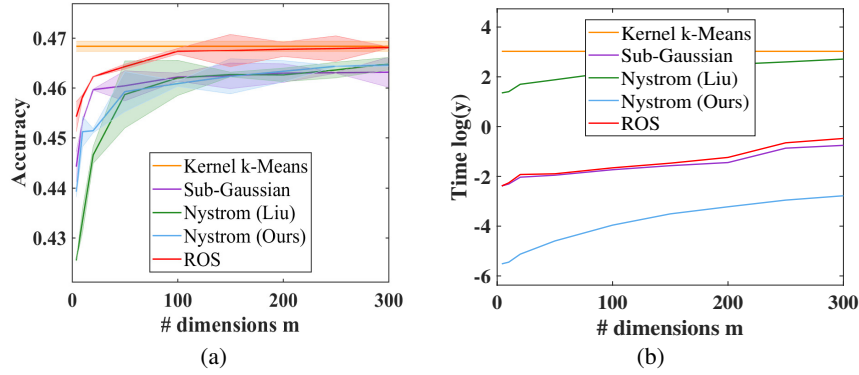 0.47
0.46
0.45
0.44
0.43
Accuracy
Kernel k-Means
Sub-Gaussian
Nystrom (Liu)
Nystrom (Ours)
ROS
0 100 200 300
# dimensions m
(a)
6
4
2
0
-2
-4
-6
Time log(y)
Kernel k-Means
Sub-Gaussian
Nystrom (Liu)
Nystrom (Ours)
ROS
0 100 200 300
# dimensions m
(b)